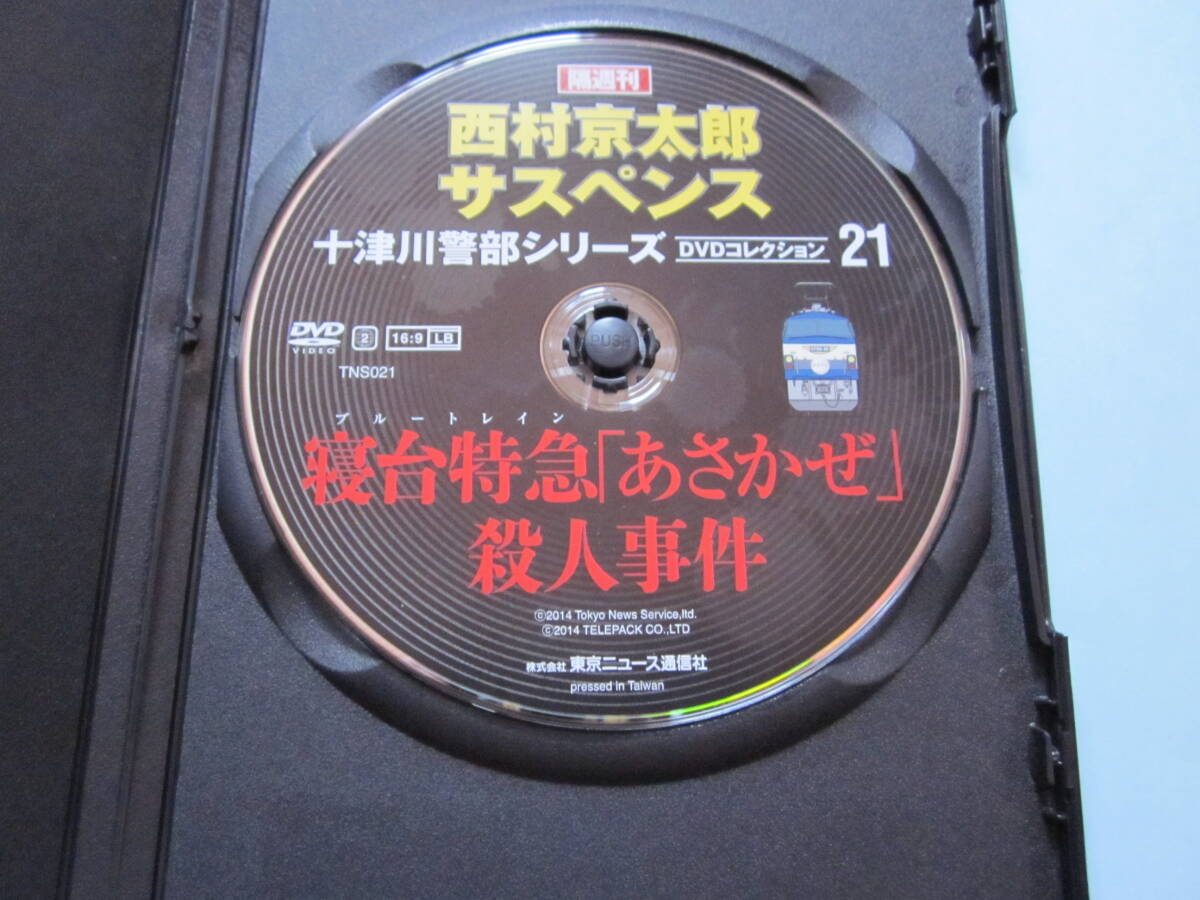 隔週刊
西村京太郎
サスペンス
十津川警部シリーズ DVDコレクション 21
DVD VIDEO 2 16:9 LB
TNS021
PUSH
ブルートレイン
寝台特急「あさかぜ」
殺人事件
©2014 Tokyo News Service,ltd.
©2014 TELEPACK CO.,LTD
株式会社 東京ニュース通信社
pressed in Taiwan